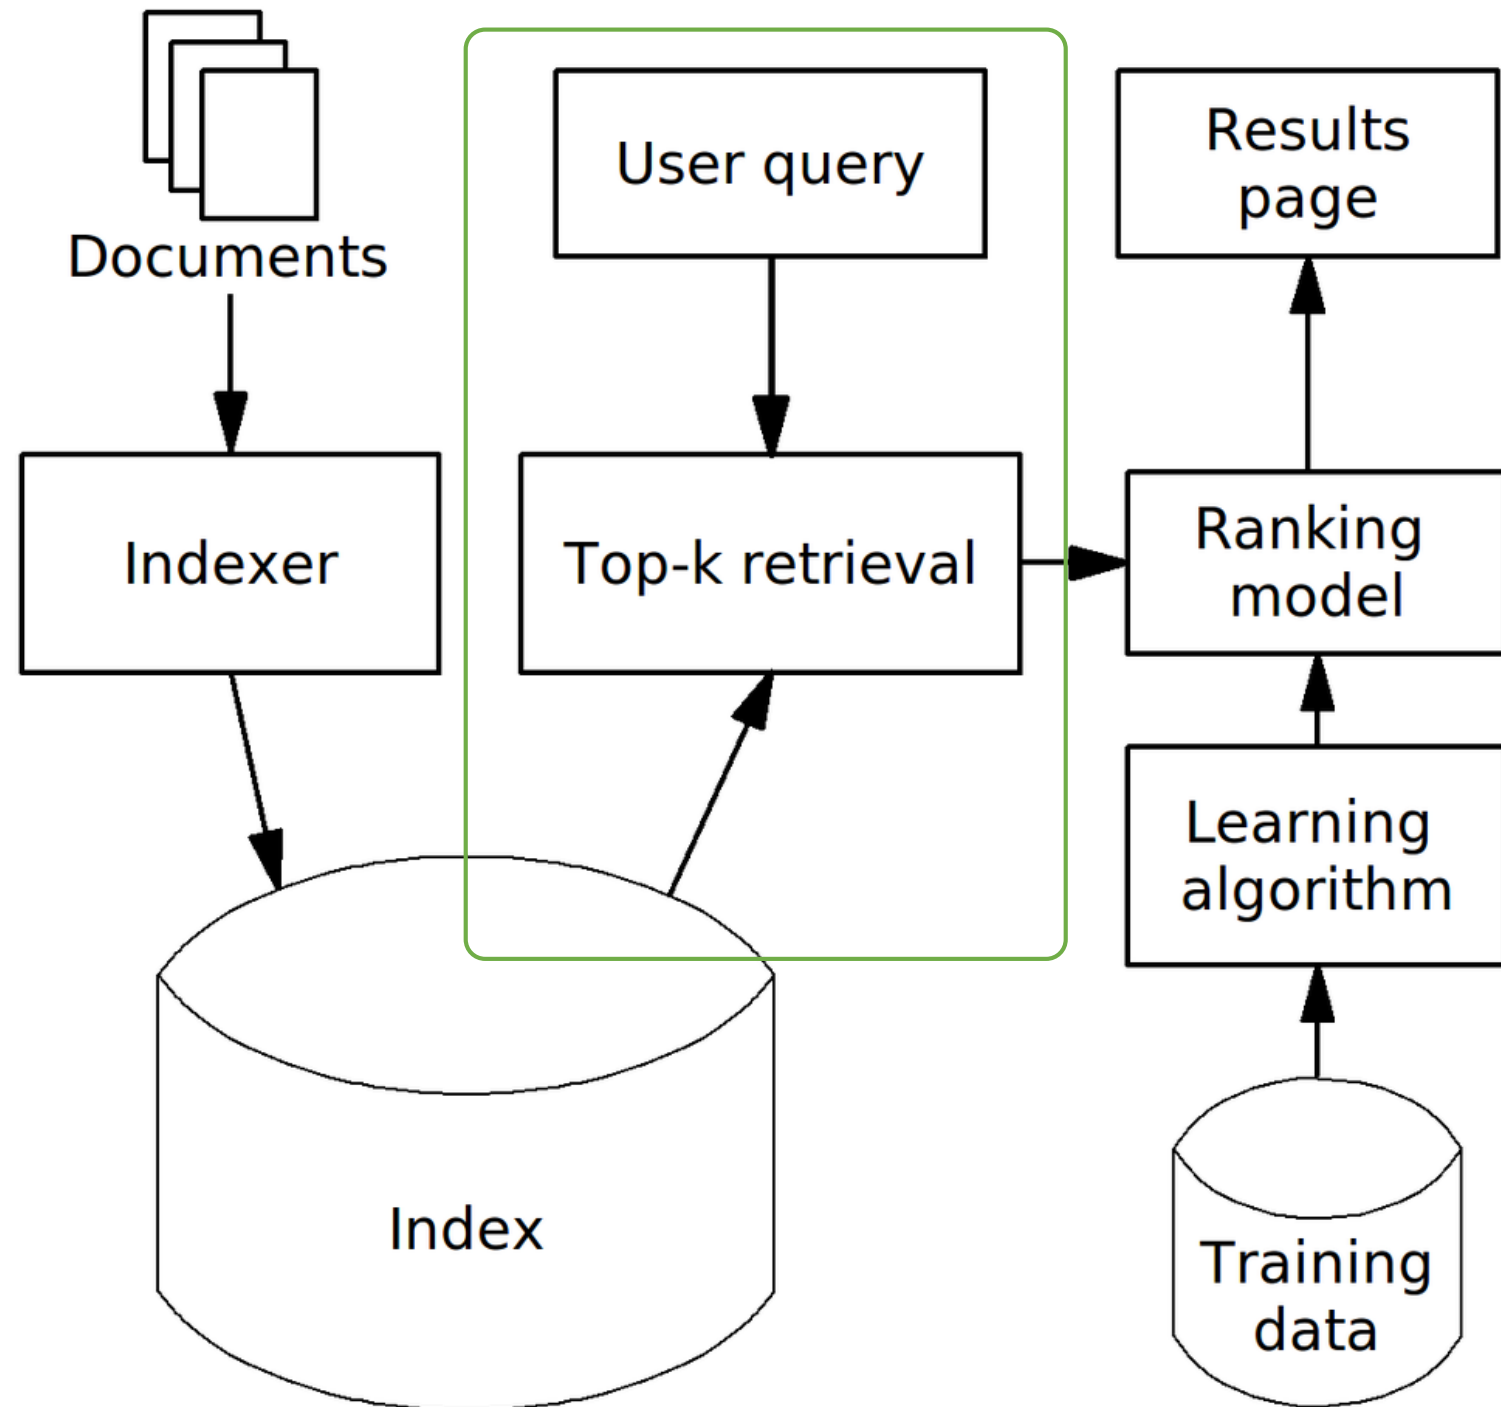 Documents
User query
Results
page
Indexer
Top-k retrieval
Ranking
model
Learning
algorithm
Index
Training
data